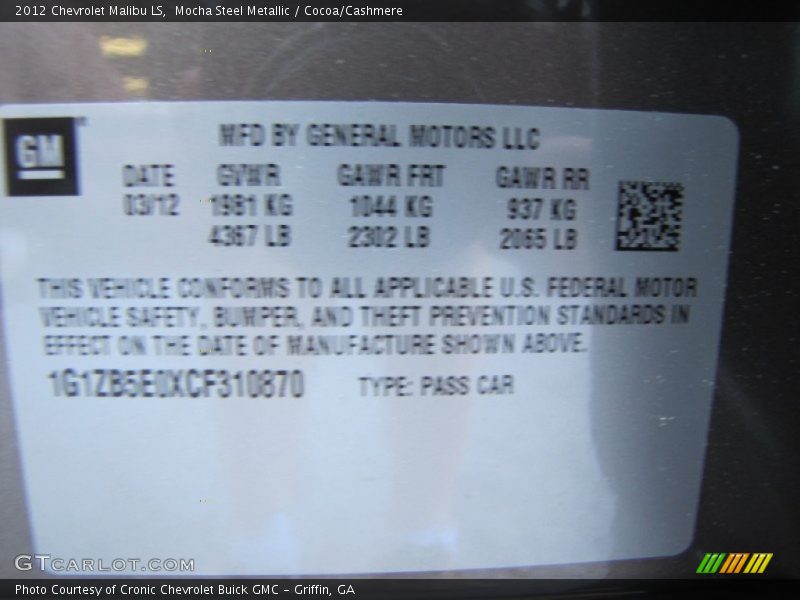 2012 Chevrolet Malibu LS, Mocha Steel Metallic / Cocoa/Cashmere
GM
MFD BY GENERAL MOTORS LLC
DATE GVWR GAWR FRT GAWR RR
03/12 1981 KG 1044 KG 937 KG
4367 LB 2302 LB 2065 LB
THIS VEHICLE CONFORMS TO ALL APPLICABLE U.S. FEDERAL MOTOR
VEHICLE SAFETY, BUMPER, AND THEFT PREVENTION STANDARDS IN
EFFECT ON THE DATE OF MANUFACTURE SHOWN ABOVE.
1G1ZB5E0XCF310870 TYPE: PASS CAR
GTCARLOT.COM
Photo Courtesy of Cronic Chevrolet Buick GMC – Griffin, GA